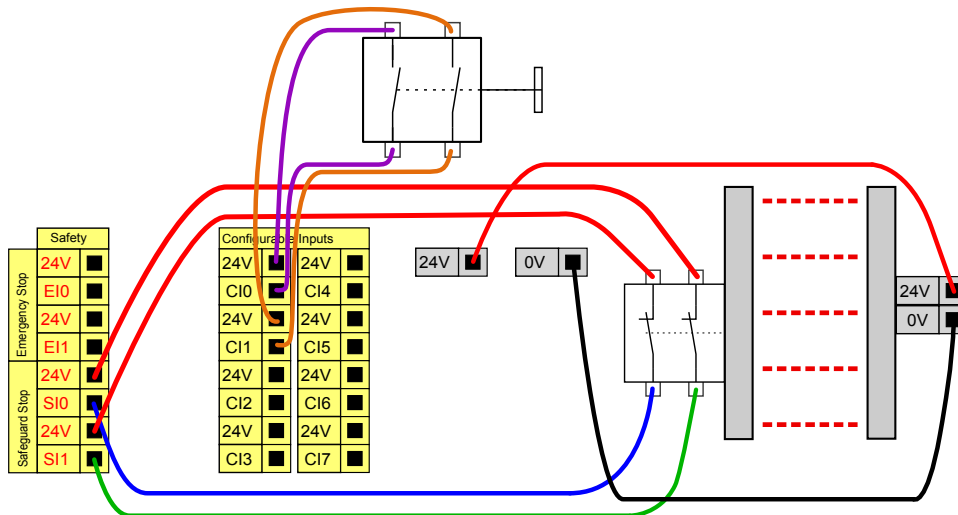 Safety
Emergency Stop
24V
EI0
24V
EI1
Safeguard Stop
24V
SI0
24V
SI1
Configurable Inputs
24V 24V
CI0 CI4
24V 24V
CI1 CI5
24V 24V
CI2 CI6
24V 24V
CI3 CI7
24V 0V
24V
0V